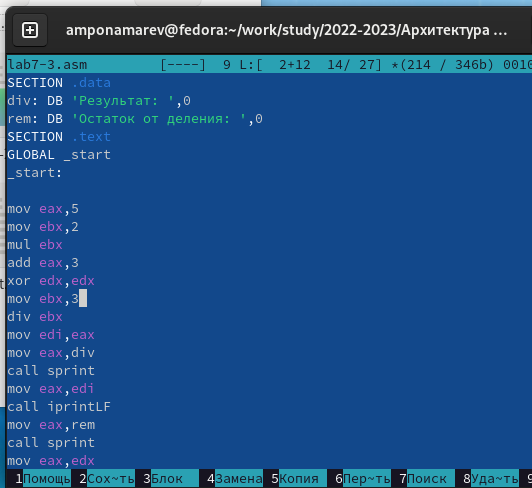 amponamarev@fedora:~/work/study/2022-2023/Архитектура ...
lab7-3.asm [----] 9 L:[ 2+12 14/ 27] *(214 / 346b) 0010
SECTION .data
div: DB 'Результат: ',0
rem: DB 'Остаток от деления: ',0
SECTION .text
GLOBAL _start
_start:
mov eax,5
mov ebx,2
mul ebx
add eax,3
xor edx,edx
mov ebx,3
div ebx
mov edi,eax
mov eax,div
call sprint
mov eax,edi
call iprintLF
mov eax,rem
call sprint
mov eax,edx
1Помощь 2Сох~ть 3Блок 4Замена 5Копия 6Пер~ть 7Поиск 8Уда~ть